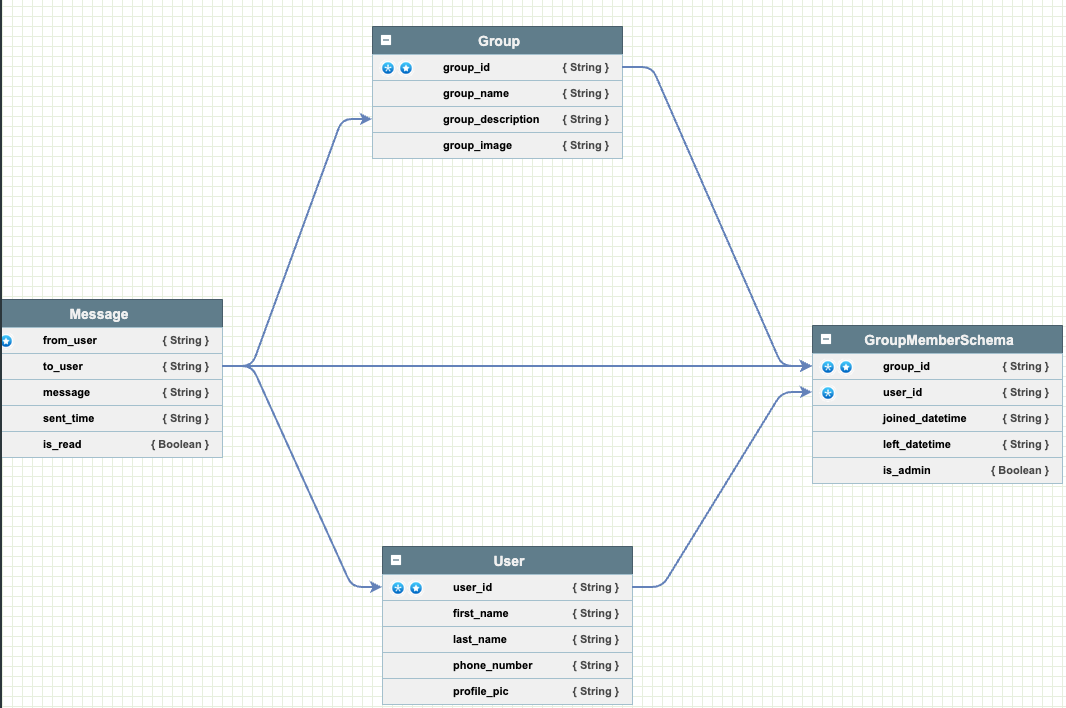 Group
group_id { String }
group_name { String }
group_description { String }
group_image { String }
Message
from_user { String }
to_user { String }
message { String }
sent_time { String }
is_read { Boolean }
GroupMemberSchema
group_id { String }
user_id { String }
joined_datetime { String }
left_datetime { String }
is_admin { Boolean }
User
user_id { String }
first_name { String }
last_name { String }
phone_number { String }
profile_pic { String }